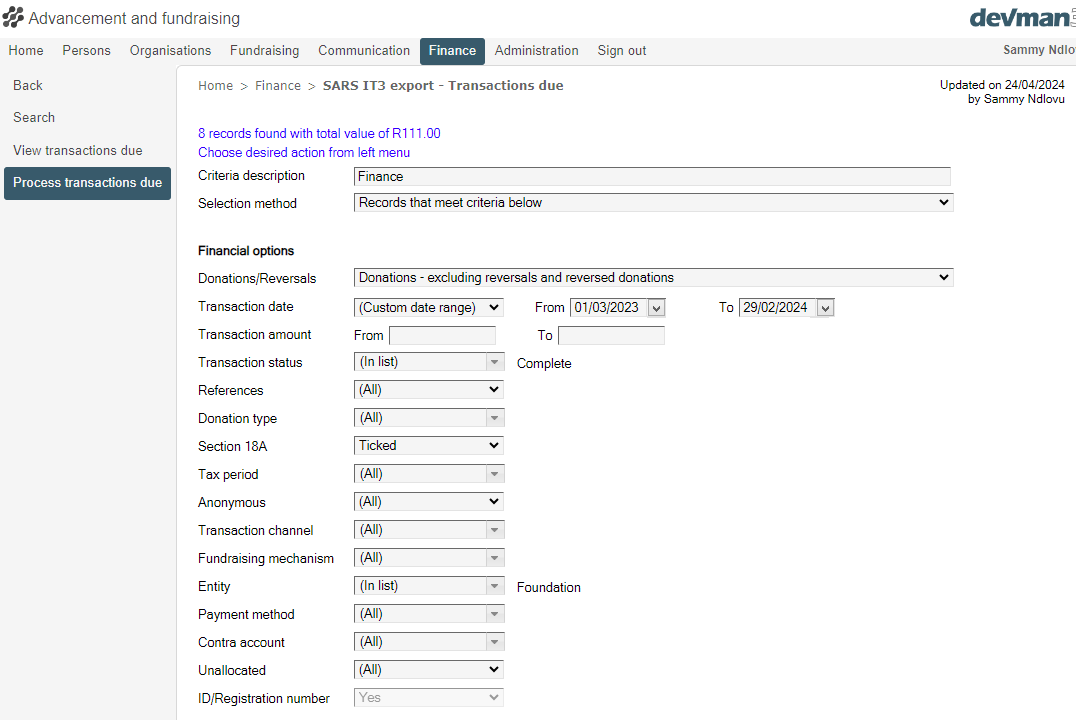 Advancement and fundraising
devman
Home Persons Organisations Fundraising Communication Finance Administration Sign out
Sammy Ndlo
Back
Search
View transactions due
Process transactions due
Home > Finance > SARS IT3 export - Transactions due
Updated on 24/04/2024
by Sammy Ndlovu
8 records found with total value of R111.00
Choose desired action from left menu
Criteria description Finance
Selection method Records that meet criteria below
Financial options
Donations/Reversals Donations - excluding reversals and reversed donations
Transaction date (Custom date range) From 01/03/2023 To 29/02/2024
Transaction amount From To
Transaction status (In list) Complete
References (All)
Donation type (All)
Section 18A Ticked
Tax period (All)
Anonymous (All)
Transaction channel (All)
Fundraising mechanism (All)
Entity (In list) Foundation
Payment method (All)
Contra account (All)
Unallocated (All)
ID/Registration number Yes